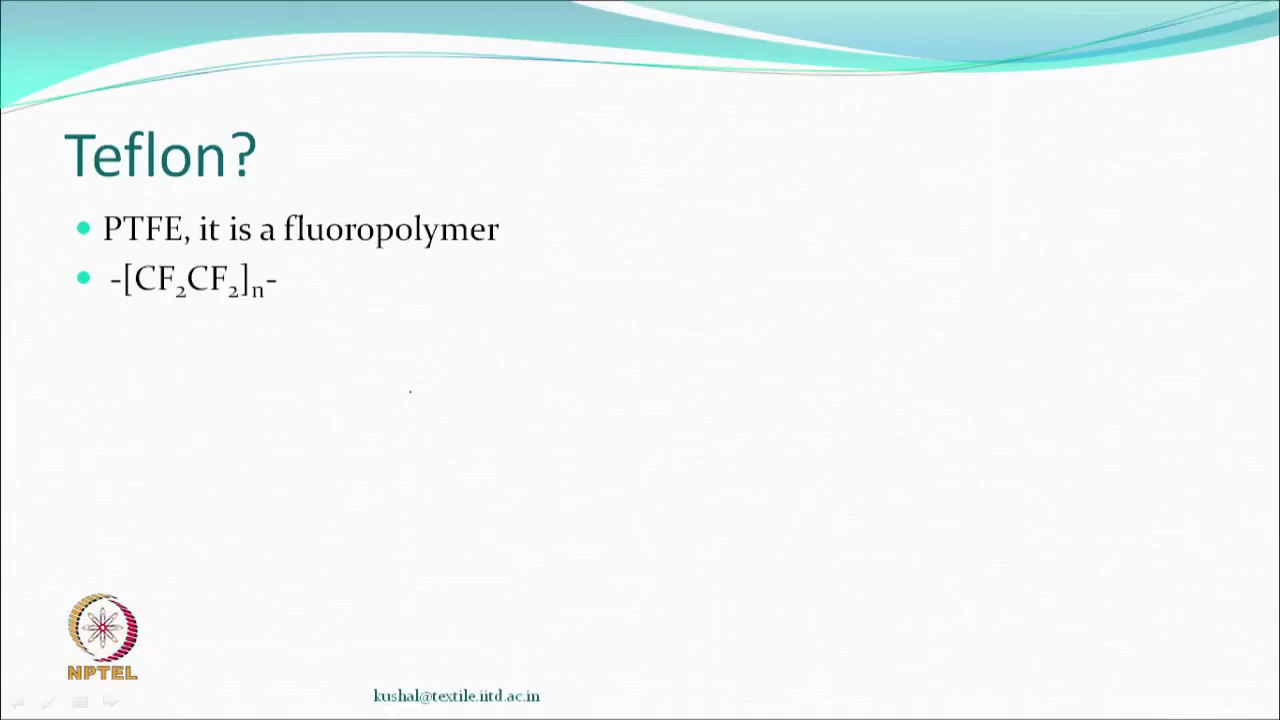 Teflon?
PTFE, it is a fluoropolymer
-[CF₂CF₂]ₙ-
NPTEL
kushal@textile.iitd.ac.in